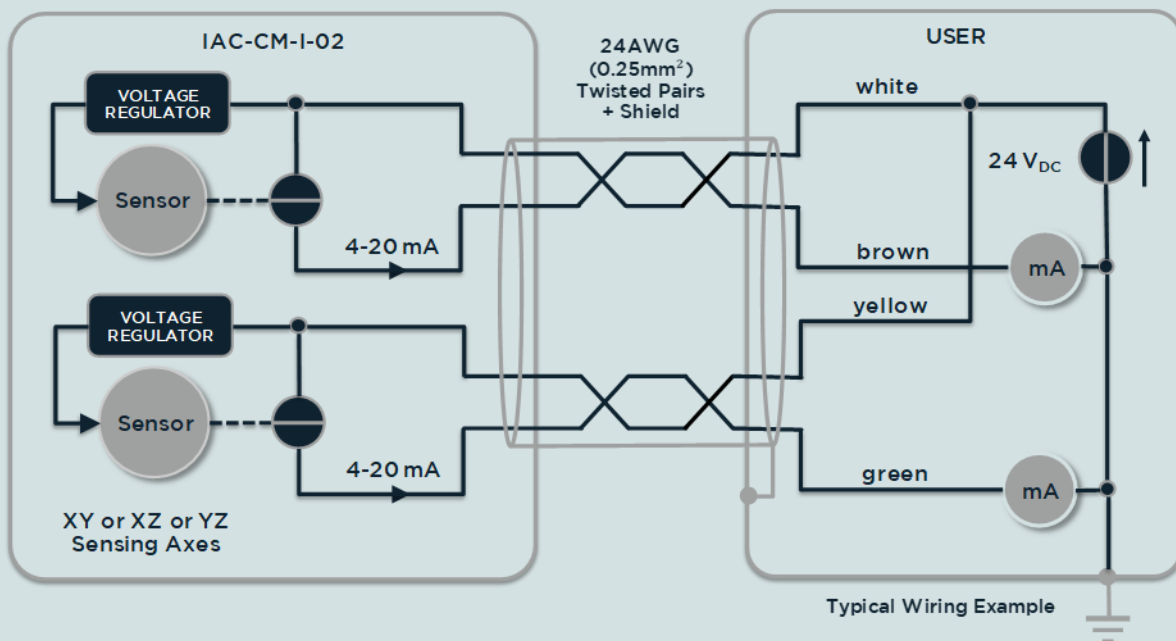 IAC-CM-I-02
VOLTAGE
REGULATOR
Sensor
4-20 mA
VOLTAGE
REGULATOR
Sensor
4-20 mA
XY or XZ or YZ
Sensing Axes
24AWG
(0.25mm²)
Twisted Pairs
+ Shield
USER
white
24 V_DC
brown
mA
yellow
green
mA
Typical Wiring Example